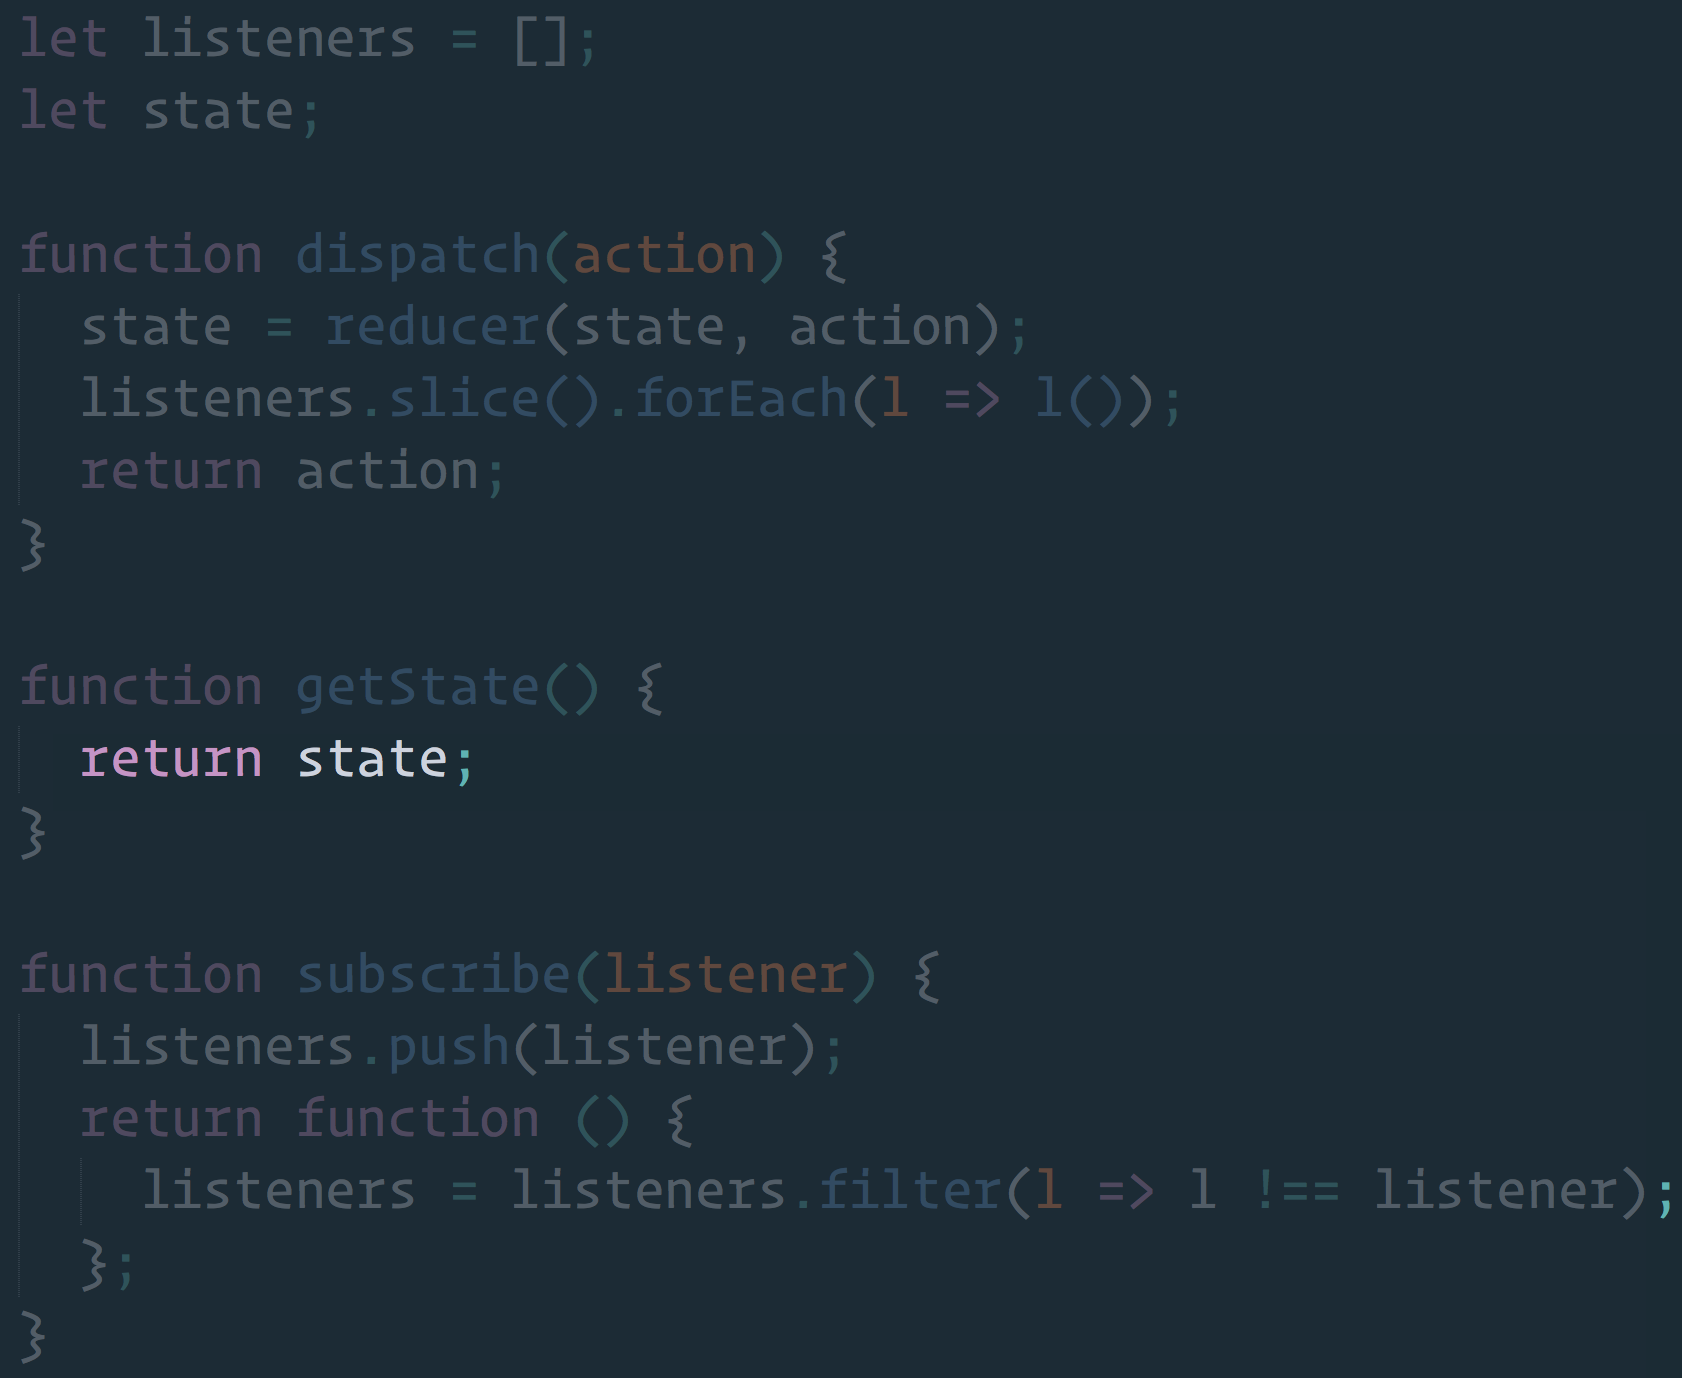 let listeners = [];
let state;
function dispatch(action) {
  state = reducer(state, action);
  listeners.slice().forEach(l => l());
  return action;
}
function getState() {
  return state;
}
function subscribe(listener) {
  listeners.push(listener);
  return function () {
    listeners = listeners.filter(l => l !== listener);
  };
}